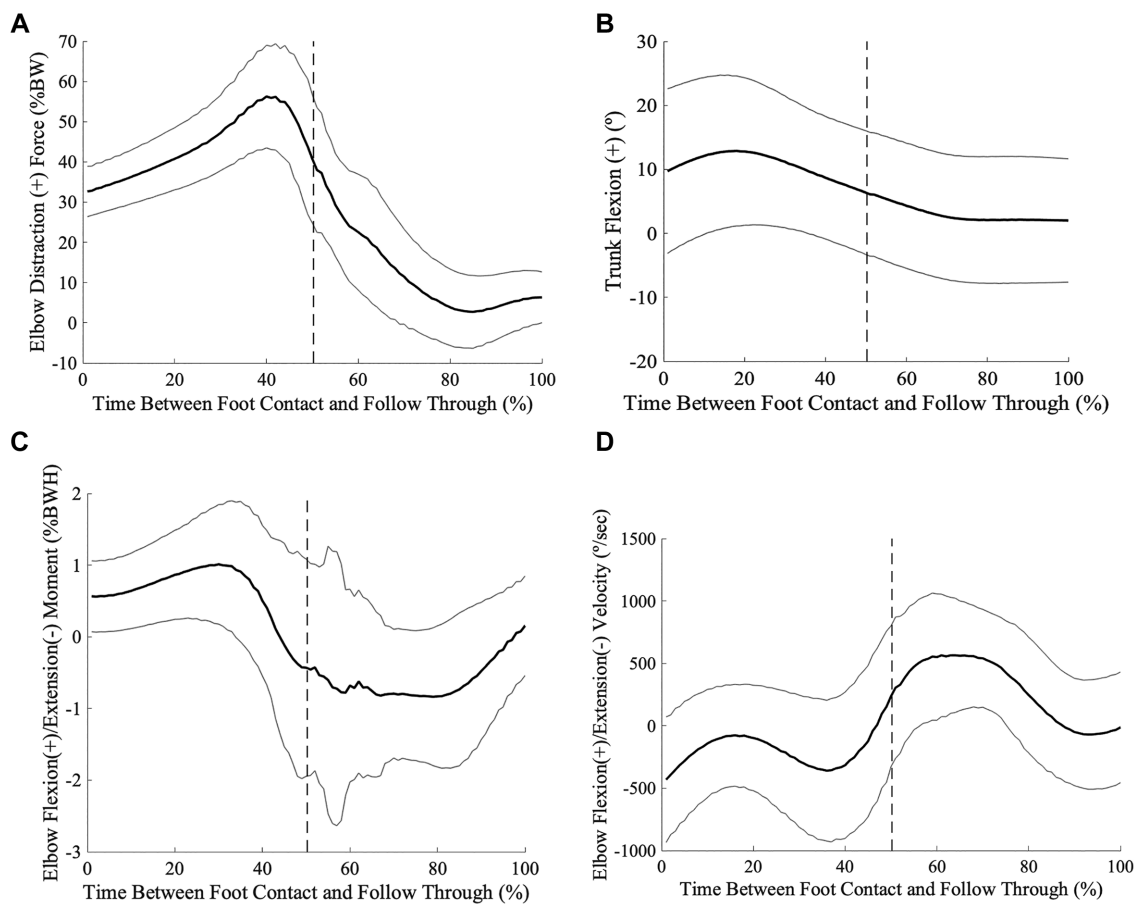 A
Elbow Distraction (+) Force (%BW)
70
60
50
40
30
20
10
0
-10
0 20 40 60 80 100
Time Between Foot Contact and Follow Through (%)
B
Trunk Flexion (+) (º)
30
20
10
0
-10
-20
0 20 40 60 80 100
Time Between Foot Contact and Follow Through (%)
C
Elbow Flexion(+)/Extension(-) Moment (%BWH)
2
1
0
-1
-2
-3
0 20 40 60 80 100
Time Between Foot Contact and Follow Through (%)
D
Elbow Flexion(+)/Extension(-) Velocity (º/sec)
1500
1000
500
0
-500
-1000
0 20 40 60 80 100
Time Between Foot Contact and Follow Through (%)